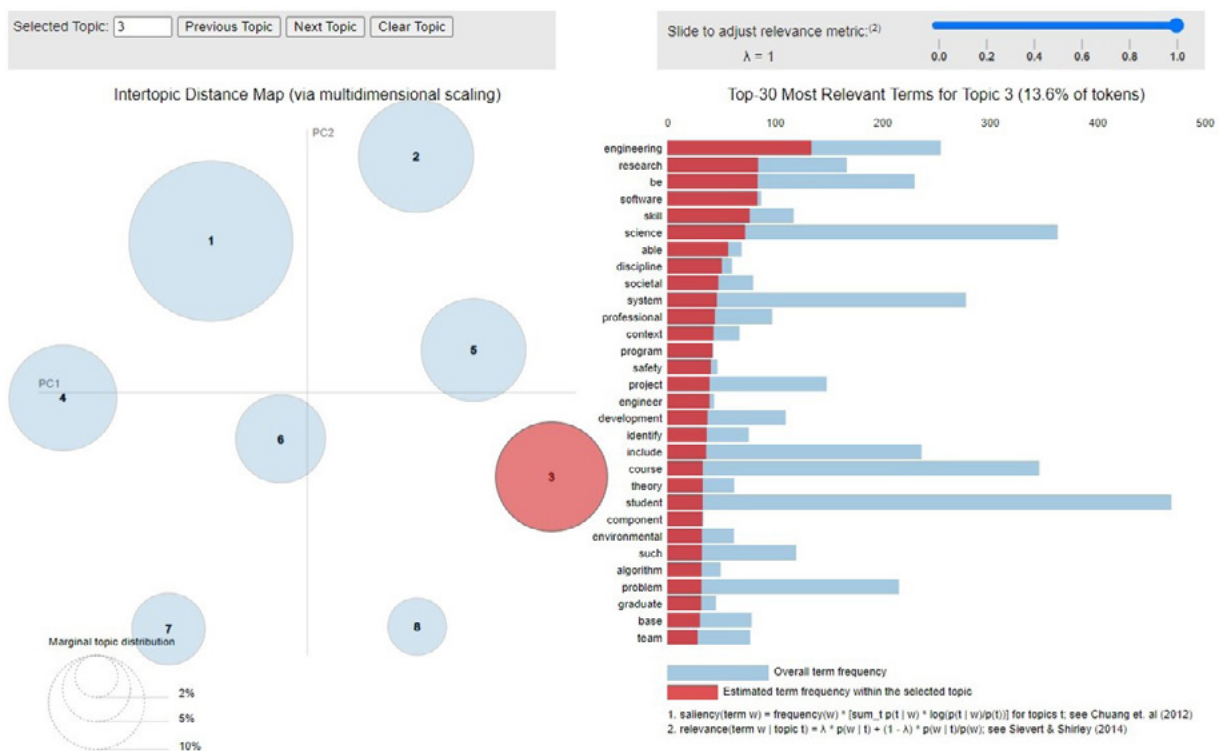 Selected Topic: 3 Previous Topic Next Topic Clear Topic
Slide to adjust relevance metric:(2)
λ = 1
0.0 0.2 0.4 0.6 0.8 1.0
Intertopic Distance Map (via multidimensional scaling)
PC2
PC1
1
2
3
4
5
6
7
8
Marginal topic distribution
2%
5%
10%
Top-30 Most Relevant Terms for Topic 3 (13.6% of tokens)
0 100 200 300 400 500
engineering
research
be
software
skill
science
able
discipline
societal
system
professional
context
program
safety
project
engineer
development
identify
include
course
theory
student
component
environmental
such
algorithm
problem
graduate
base
team
Overall term frequency
Estimated term frequency within the selected topic
1. saliency(term w) = frequency(w) * [sum_t p(t | w) * log(p(t | w)/p(t))] for topics t; see Chuang et. al (2012)
2. relevance(term w | topic t) = λ * p(w | t) + (1 - λ) * p(w | t)/p(w); see Sievert & Shirley (2014)